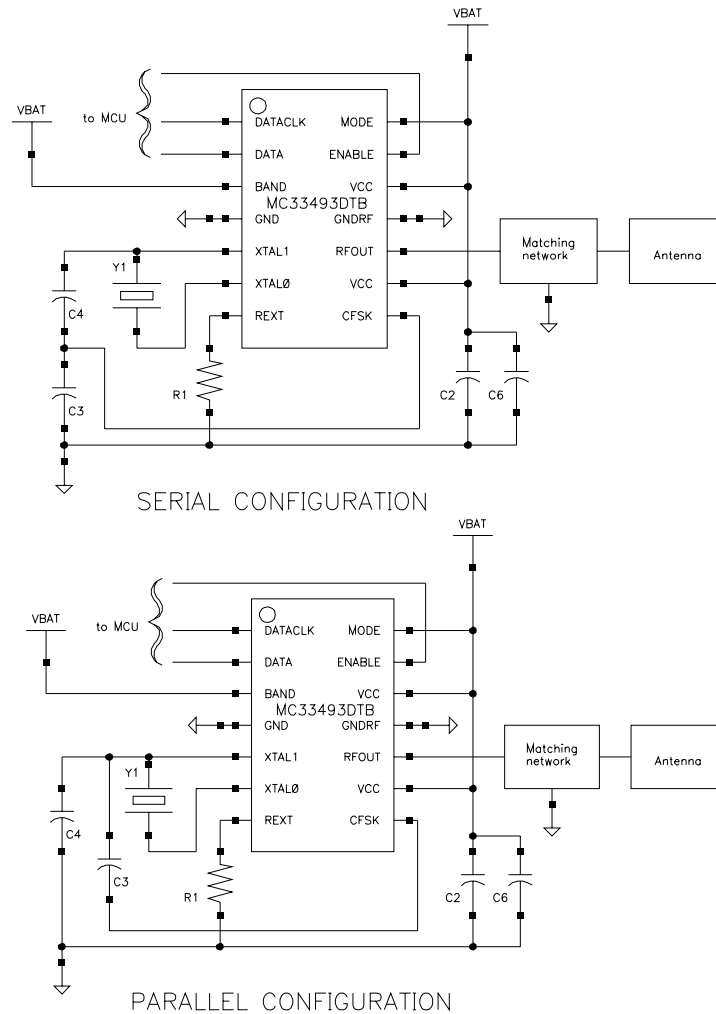 VBAT
VBAT
to MCU
DATACLK
MODE
DATA
ENABLE
BAND
VCC
MC33493DTB
GND
GNDRF
XTAL1
RFOUT
Matching
network
Antenna
Y1
XTALØ
VCC
C4
REXT
CFSK
R1
C3
C2
C6
SERIAL CONFIGURATION
VBAT
VBAT
to MCU
DATACLK
MODE
DATA
ENABLE
BAND
VCC
MC33493DTB
GND
GNDRF
XTAL1
RFOUT
Matching
network
Antenna
Y1
XTALØ
VCC
C4
REXT
CFSK
C3
R1
C2
C6
PARALLEL CONFIGURATION